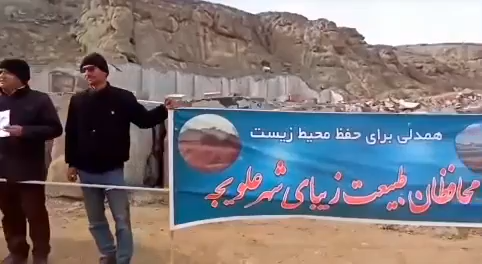 همدلی برای حفظ محیط زیست
محافظان طبیعت زیبای شهر علویجه